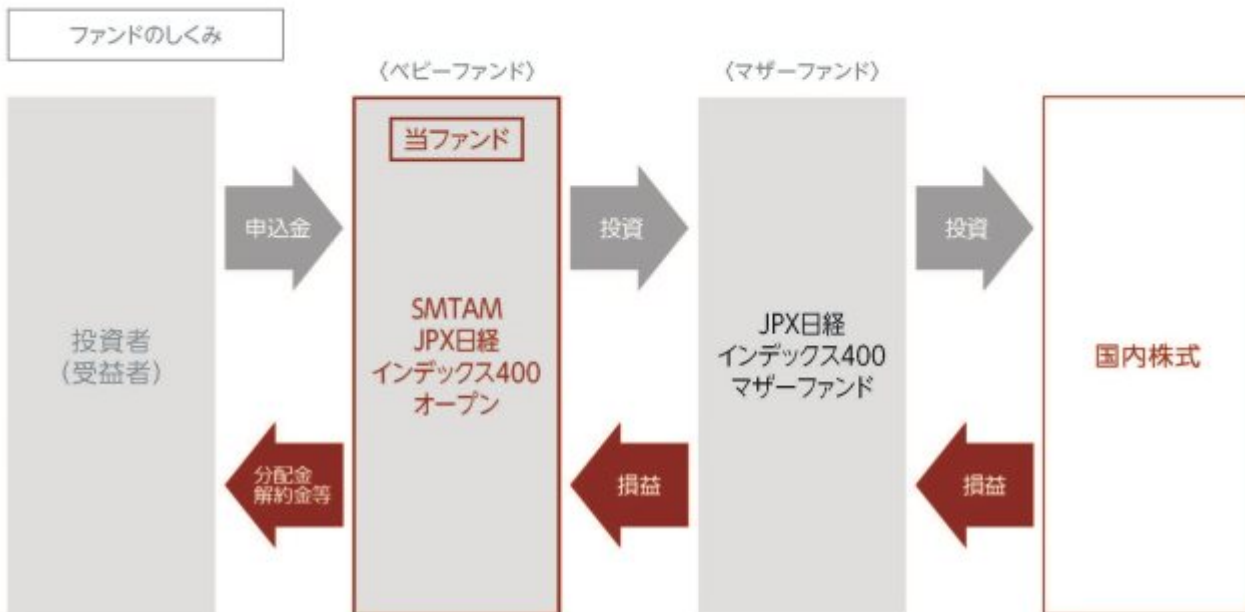 ファンドのしくみ
〈ベビーファンド〉
〈マザーファンド〉
当ファンド
申込金
投資
投資
投資者
(受益者)
SMTAM
JPX日経
インデックス400
オープン
JPX日経
インデックス400
マザーファンド
国内株式
分配金
解約金等
損益
損益